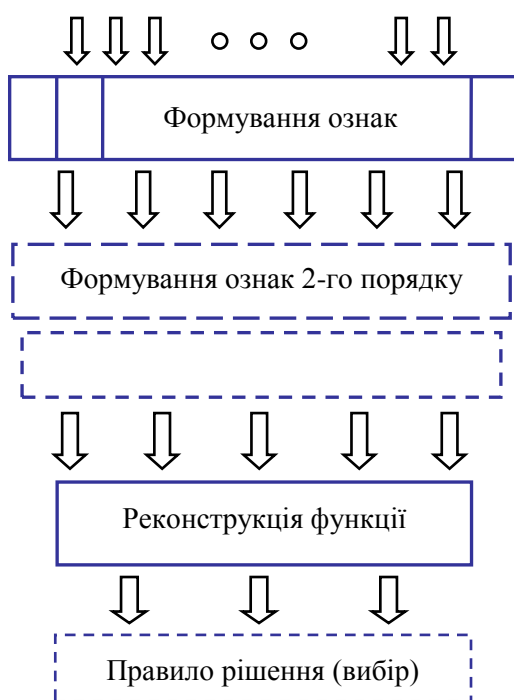 Формування ознак
Формування ознак 2-го порядку
Реконструкція функції
Правило рішення (вибір)